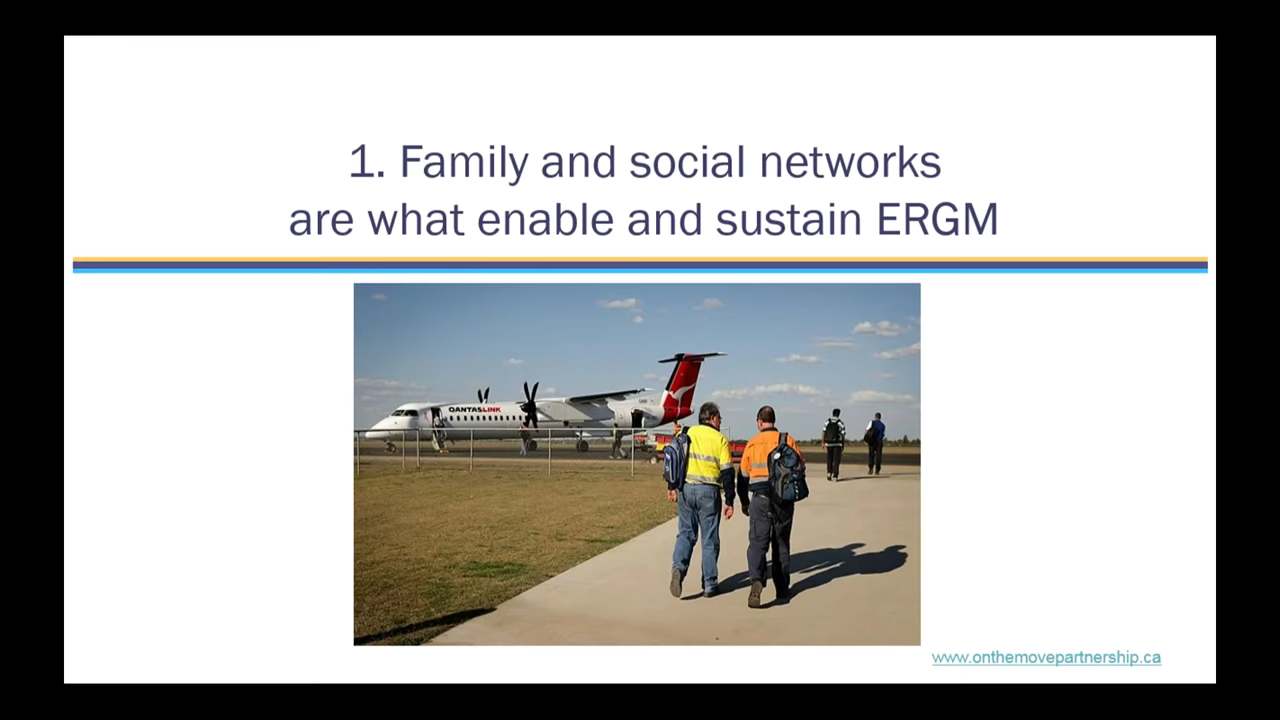 1. Family and social networks
are what enable and sustain ERGM
QANTASLINK
www.onthemovepartnership.ca